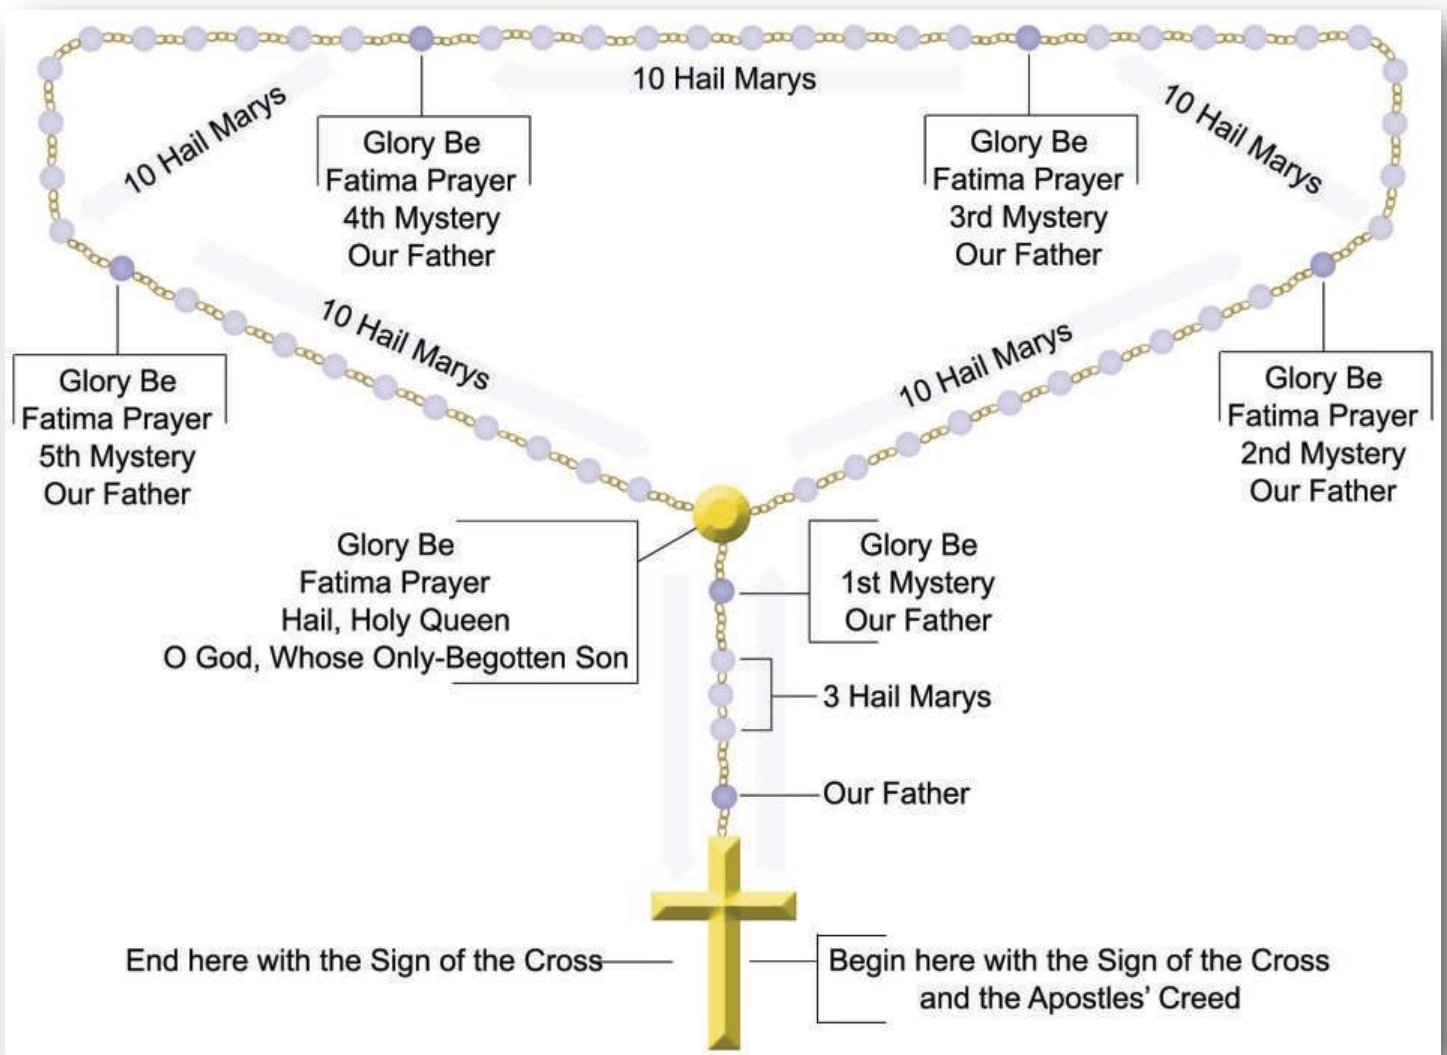 10 Hail Marys
10 Hail Marys
10 Hail Marys
Glory Be
Fatima Prayer
4th Mystery
Our Father
Glory Be
Fatima Prayer
3rd Mystery
Our Father
10 Hail Marys
10 Hail Marys
Glory Be
Fatima Prayer
5th Mystery
Our Father
Glory Be
Fatima Prayer
2nd Mystery
Our Father
Glory Be
Fatima Prayer
Hail, Holy Queen
O God, Whose Only-Begotten Son
Glory Be
1st Mystery
Our Father
3 Hail Marys
Our Father
End here with the Sign of the Cross
Begin here with the Sign of the Cross
and the Apostles’ Creed